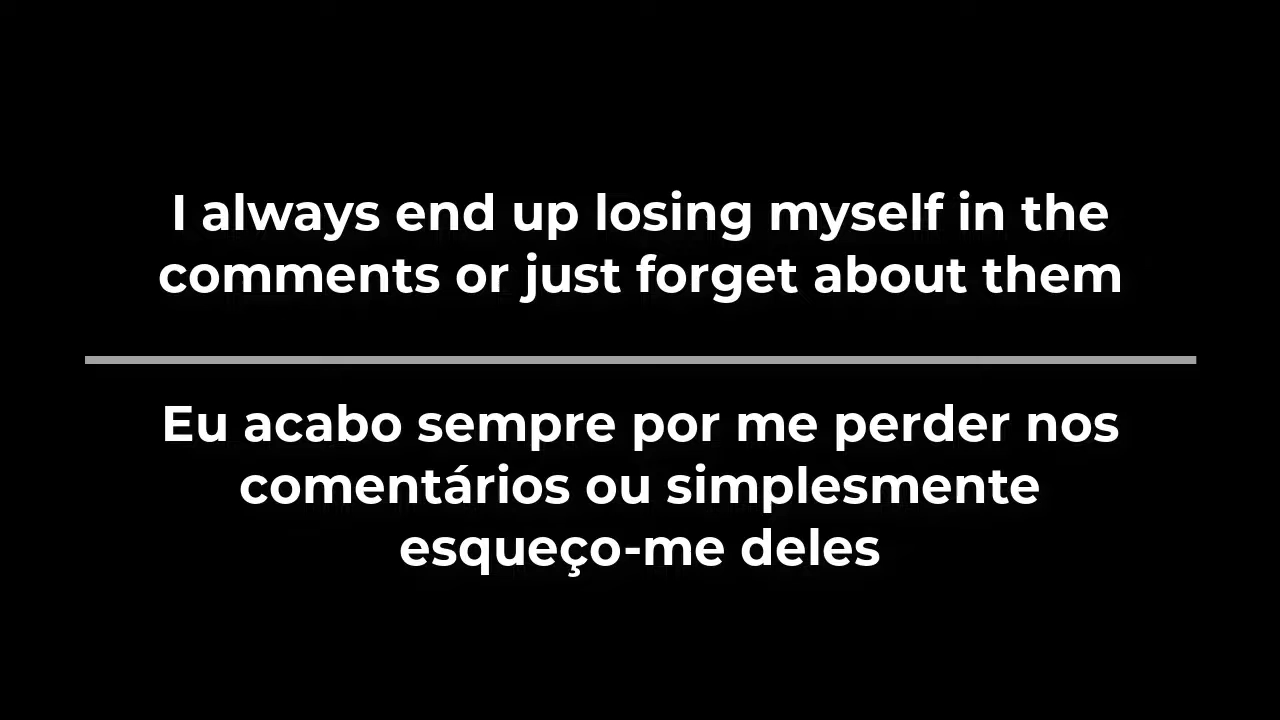 I always end up losing myself in the
comments or just forget about them
Eu acabo sempre por me perder nos
comentários ou simplesmente
esqueço-me deles